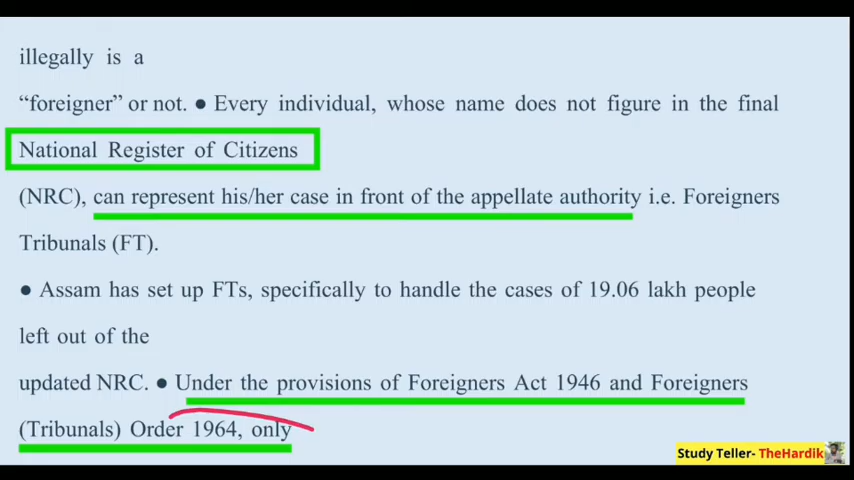 illegally is a
“foreigner” or not. ● Every individual, whose name does not figure in the final
National Register of Citizens
(NRC), can represent his/her case in front of the appellate authority i.e. Foreigners
Tribunals (FT).
● Assam has set up FTs, specifically to handle the cases of 19.06 lakh people
left out of the
updated NRC. ● Under the provisions of Foreigners Act 1946 and Foreigners
(Tribunals) Order 1964, only
Study Teller- TheHardik